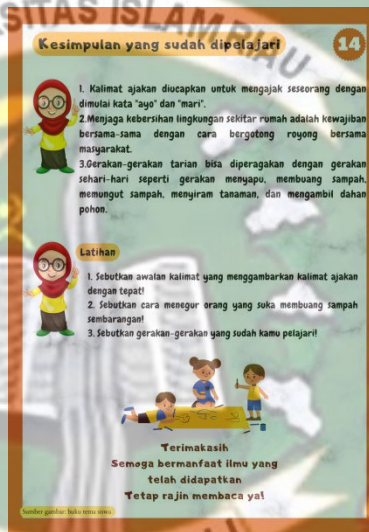 SITAS ISLAM RIAU
Kesimpulan yang sudah dipelajari
14
1. Kalimat ajakan diucapkan untuk mengajak seseorang dengan
dimulai kata "ayo" dan "mari".
2.Menjaga kebersihan lingkungan sekitar rumah adalah kewajiban
bersama-sama dengan cara bergotong royong bersama
masyarakat.
3.Gerakan-gerakan tarian bisa diperagakan dengan gerakan
sehari-hari seperti gerakan menyapu, membuang sampah,
memungut sampah, menyiram tanaman, dan mengambil dahan
pohon.
Latihan
1. Sebutkan awalan kalimat yang menggambarkan kalimat ajakan
dengan tepat!
2. Sebutkan cara menegur orang yang suka membuang sampah
sembarangan!
3. Sebutkan gerakan-gerakan yang sudah kamu pelajari!
Terimakasih
Semoga bermanfaat ilmu yang
telah didapatkan
Tetap rajin membaca ya!
Sumber gambar: buku tema siswa